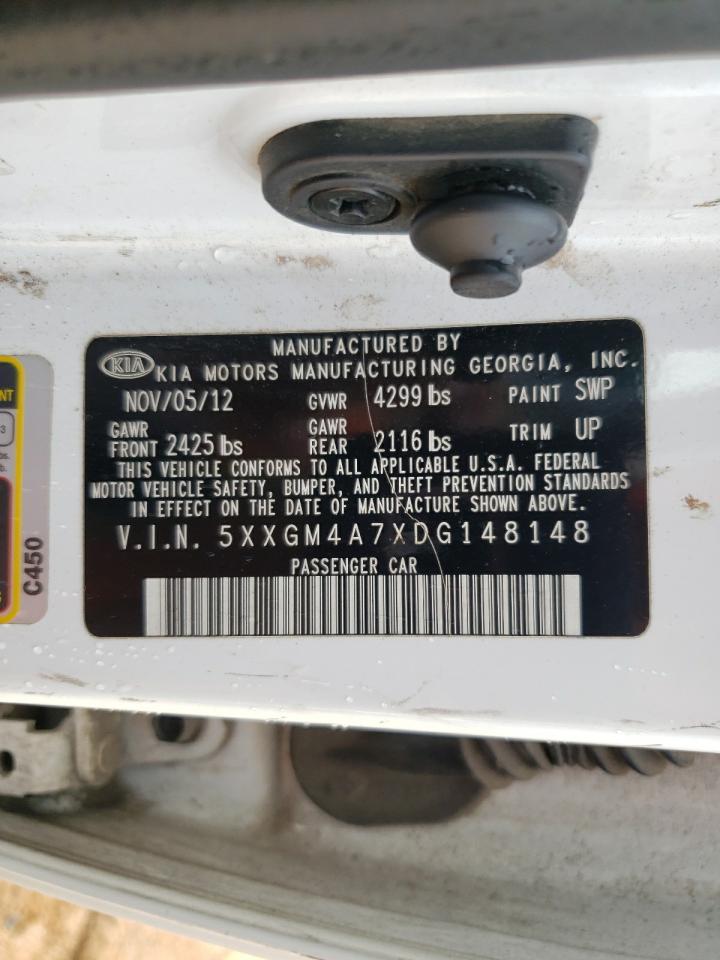 MANUFACTURED BY
KIA KIA MOTORS MANUFACTURING GEORGIA, INC.
NOV/05/12 GVWR 4299 lbs PAINT SWP
GAWR FRONT 2425 lbs GAWR REAR 2116 lbs TRIM UP
THIS VEHICLE CONFORMS TO ALL APPLICABLE U.S.A. FEDERAL
MOTOR VEHICLE SAFETY, BUMPER, AND THEFT PREVENTION STANDARDS
IN EFFECT ON THE DATE OF MANUFACTURE SHOWN ABOVE.
V.I.N. 5XXGM4A7XDG148148
PASSENGER CAR
C450